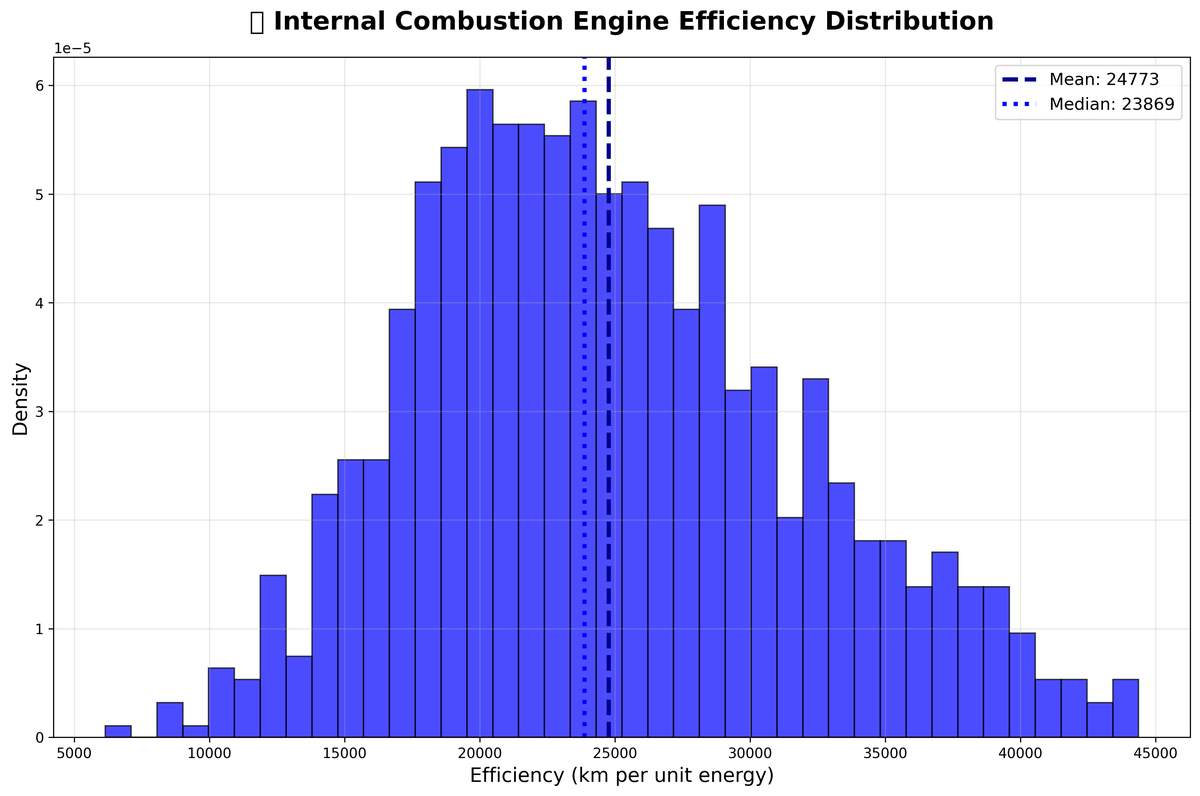 Internal Combustion Engine Efficiency Distribution
1e−5
Mean: 24773
Median: 23869
6
5
4
3
2
1
0
Density
5000 10000 15000 20000 25000 30000 35000 40000 45000
Efficiency (km per unit energy)